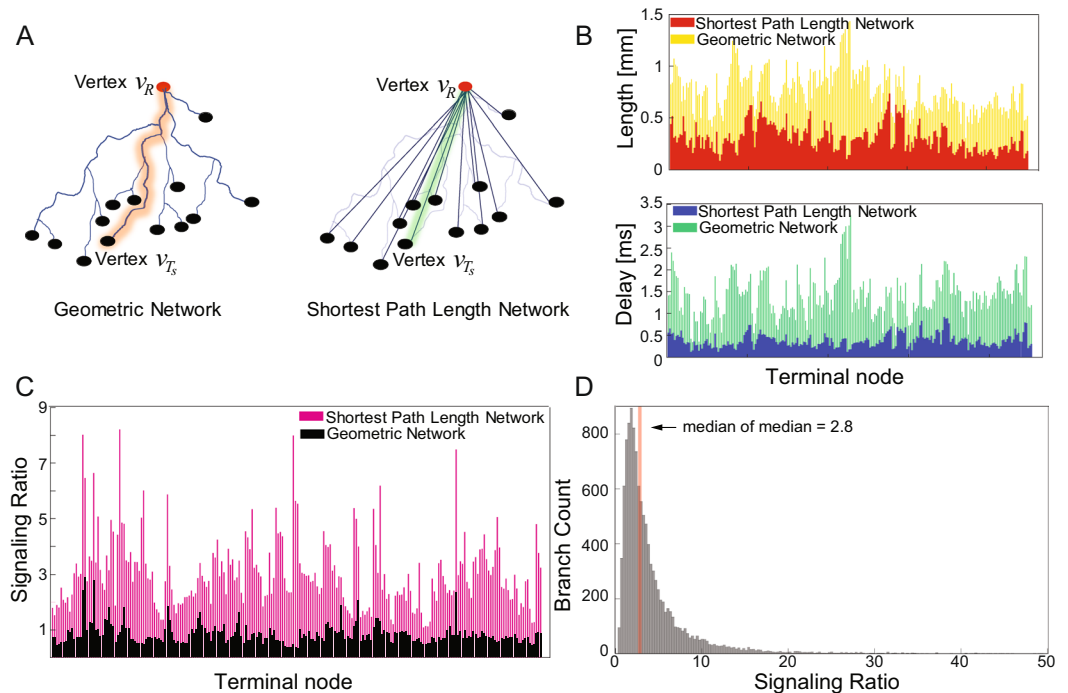 A
Vertex vR
Vertex vTs
Geometric Network
Vertex vR
Vertex vTs
Shortest Path Length Network
B
Length [mm]
1.5
1
0.5
0
Shortest Path Length Network
Geometric Network
Delay [ms]
3.5
3
2.5
2
1.5
1
0.5
0
Shortest Path Length Network
Geometric Network
Terminal node
C
Signaling Ratio
9
7
5
3
1
Shortest Path Length Network
Geometric Network
Terminal node
D
Branch Count
800
600
400
200
0
median of median = 2.8
0 10 20 30 40 50
Signaling Ratio